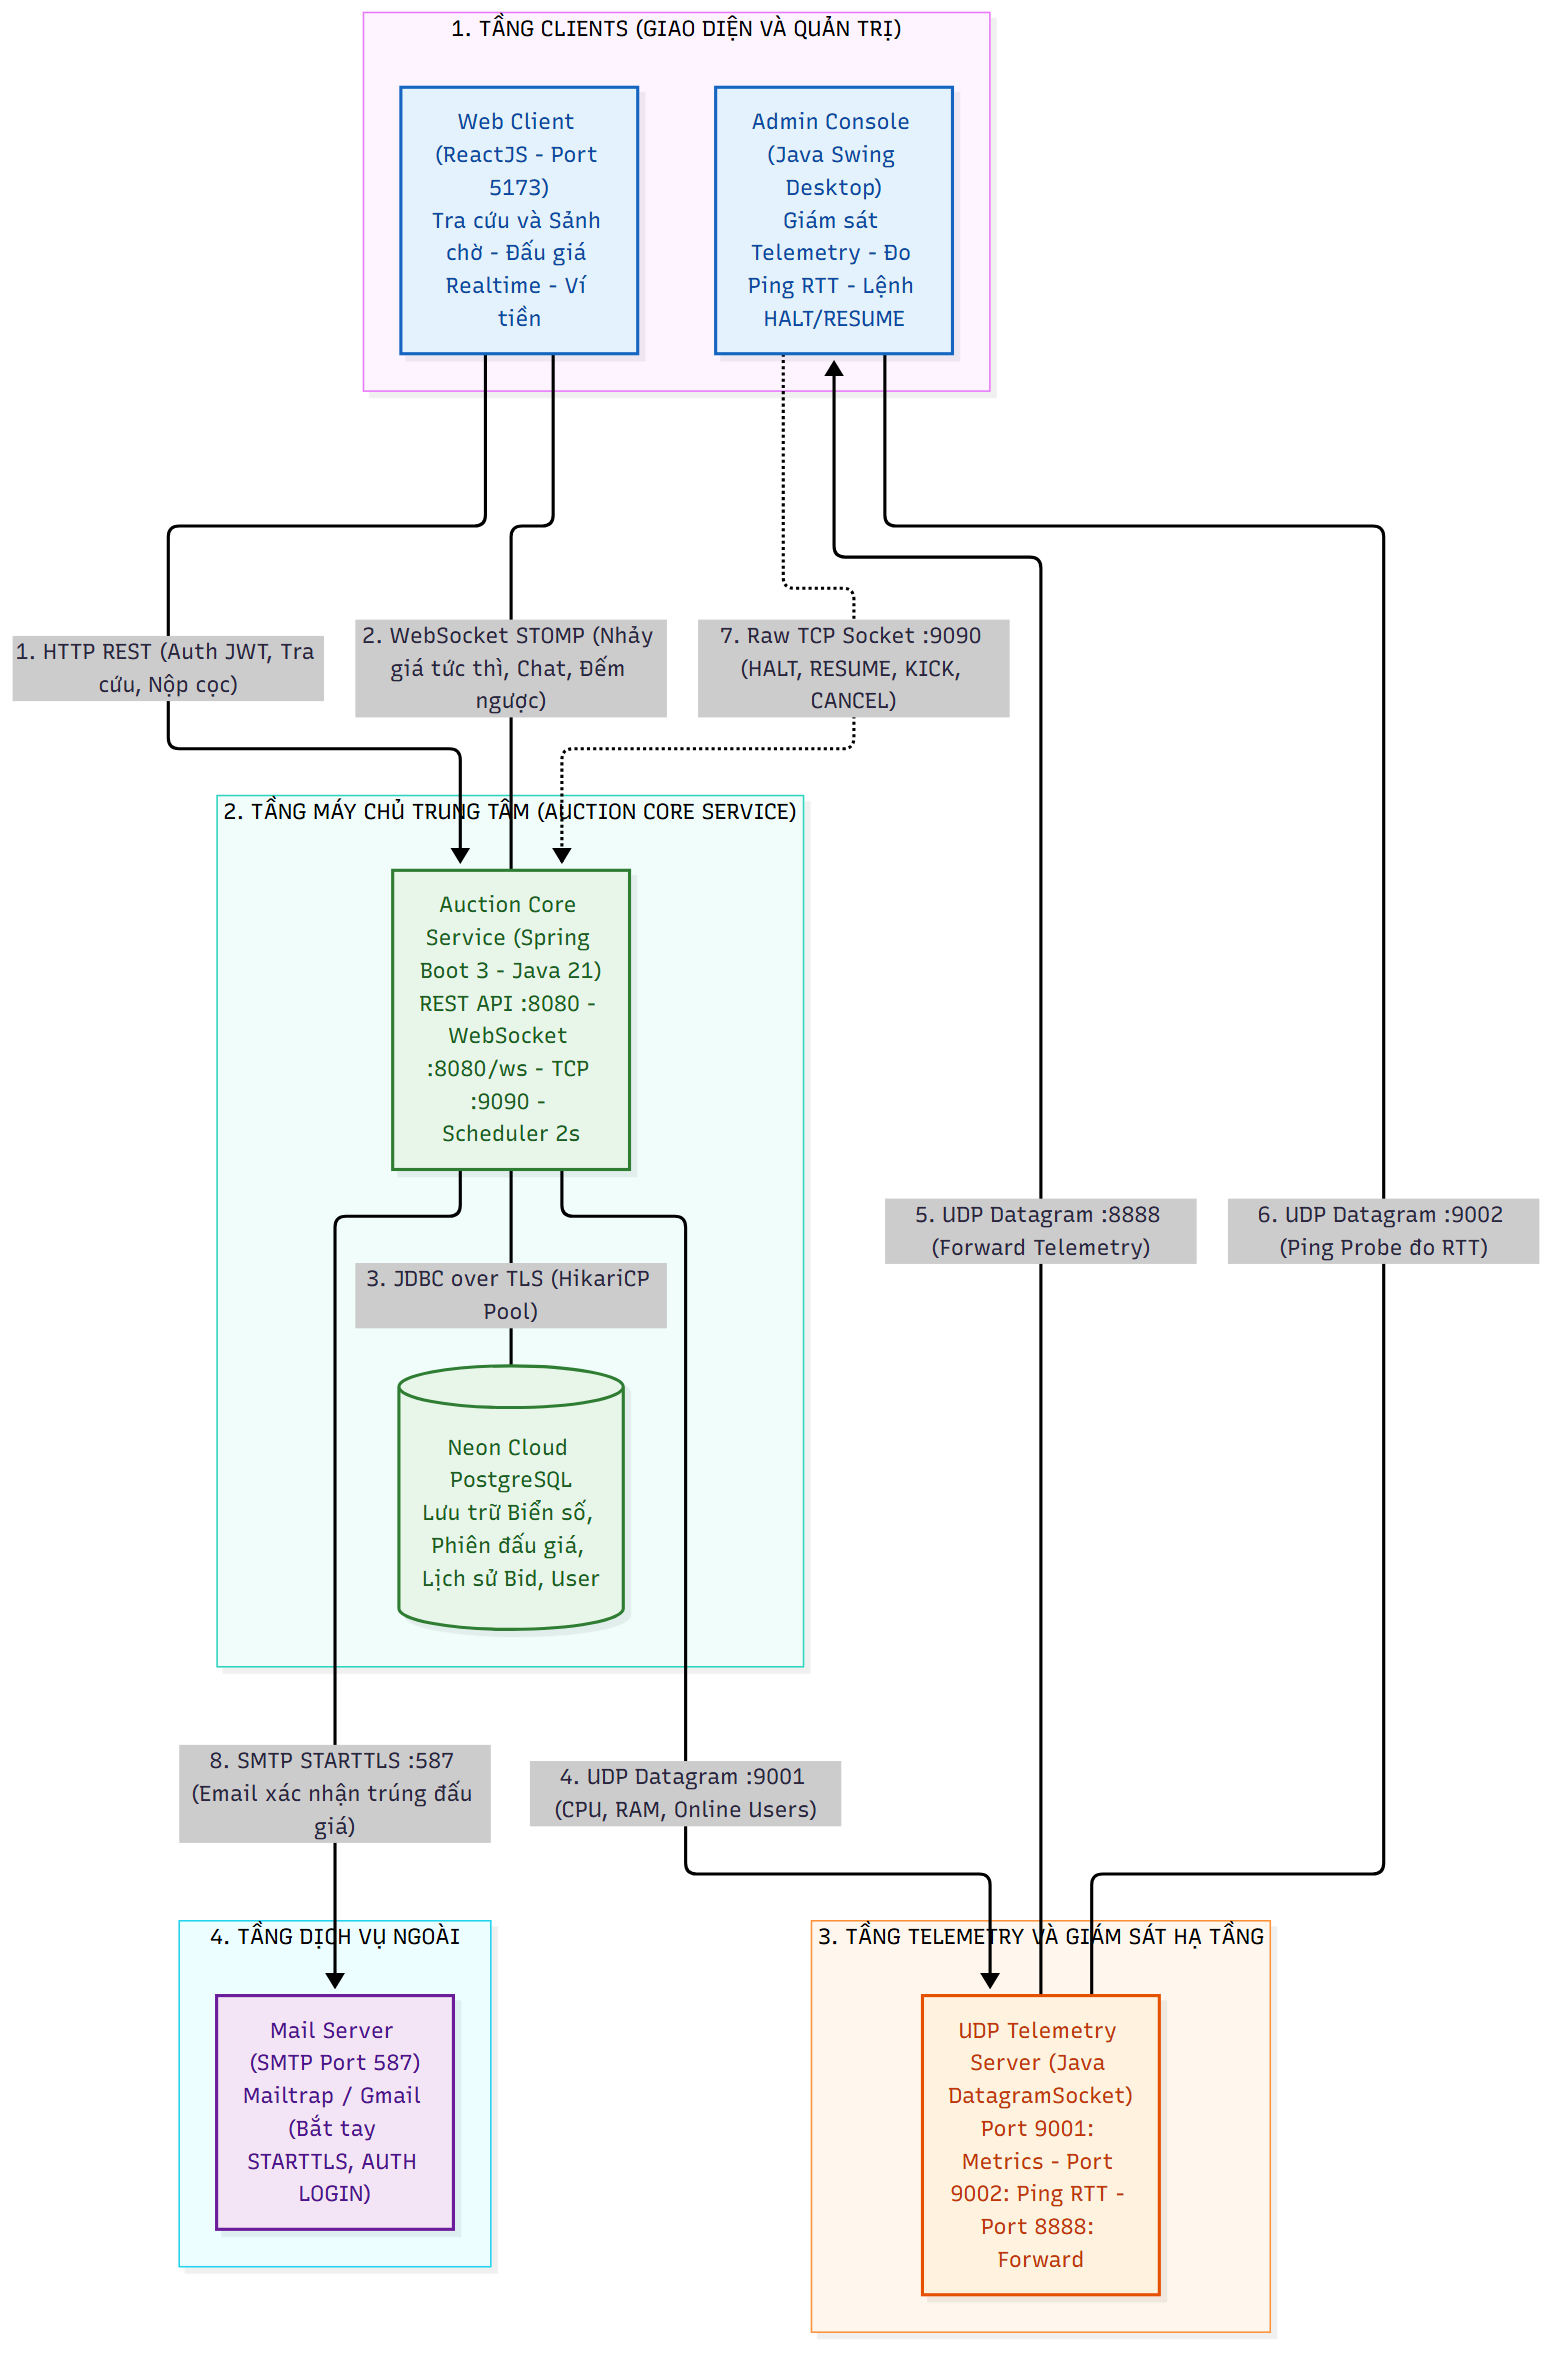 1. TẦNG CLIENTS (GIAO DIỆN VÀ QUẢN TRỊ)
Web Client
(ReactJS - Port
5173)
Tra cứu và Sảnh
chờ - Đấu giá
Realtime - Ví
tiền
Admin Console
(Java Swing
Desktop)
Giám sát
Telemetry - Đo
Ping RTT - Lệnh
HALT/RESUME
1. HTTP REST (Auth JWT, Tra
cứu, Nộp cọc)
2. WebSocket STOMP (Nhảy
giá tức thì, Chat, Đếm
ngược)
7. Raw TCP Socket :9090
(HALT, RESUME, KICK,
CANCEL)
2. TẦNG MÁY CHỦ TRUNG TÂM (AUCTION CORE SERVICE)
Auction Core
Service (Spring
Boot 3 - Java 21)
REST API :8080 -
WebSocket
:8080/ws - TCP
:9090 -
Scheduler 2s
5. UDP Datagram :8888
(Forward Telemetry)
6. UDP Datagram :9002
(Ping Probe đo RTT)
3. JDBC over TLS (HikariCP
Pool)
Neon Cloud
PostgreSQL
Lưu trữ Biển số,
Phiên đấu giá,
Lịch sử Bid, User
8. SMTP STARTTLS :587
(Email xác nhận trúng đấu
giá)
4. UDP Datagram :9001
(CPU, RAM, Online Users)
4. TẦNG DỊCH VỤ NGOÀI
Mail Server
(SMTP Port 587)
Mailtrap / Gmail
(Bắt tay
STARTTLS, AUTH
LOGIN)
3. TẦNG TELEMETRY VÀ GIÁM SÁT HẠ TẦNG
UDP Telemetry
Server (Java
DatagramSocket)
Port 9001:
Metrics - Port
9002: Ping RTT -
Port 8888:
Forward